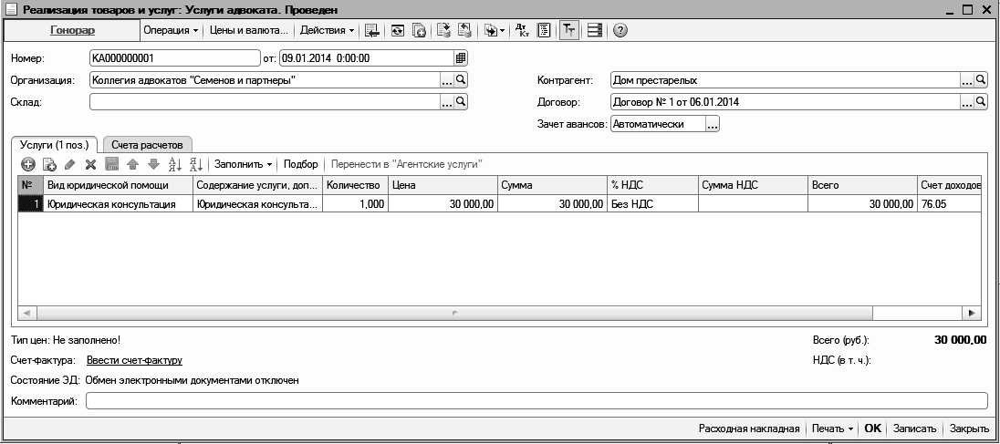 Реализация товаров и услуг: Услуги адвоката. Проведен
Гонорар Операция Цены и валюта... Действия
Номер: КА000000001 от: 09.01.2014 0:00:00
Организация: Коллегия адвокатов "Семенов и партнеры" ... Контрагент: Дом престарелых ...
Склад: ... Договор: Договор № 1 от 06.01.2014 ...
Зачет авансов: Автоматически ...
Услуги (1 поз.) Счета расчетов
Заполнить Подбор Перенести в "Агентские услуги"
№ Вид юридической помощи Содержание услуги, доп... Количество Цена Сумма % НДС Сумма НДС Всего Счет доходов
1 Юридическая консультация Юридическая консульта... 1,000 30 000,00 30 000,00 Без НДС 30 000,00 76.05
Тип цен: Не заполнено! Всего (руб.): 30 000,00
Счет-фактура: Ввести счет-фактуру НДС (в т. ч.):
Состояние ЭД: Обмен электронными документами отключен
Комментарий:
Расходная накладная Печать OK Записать Закрыть